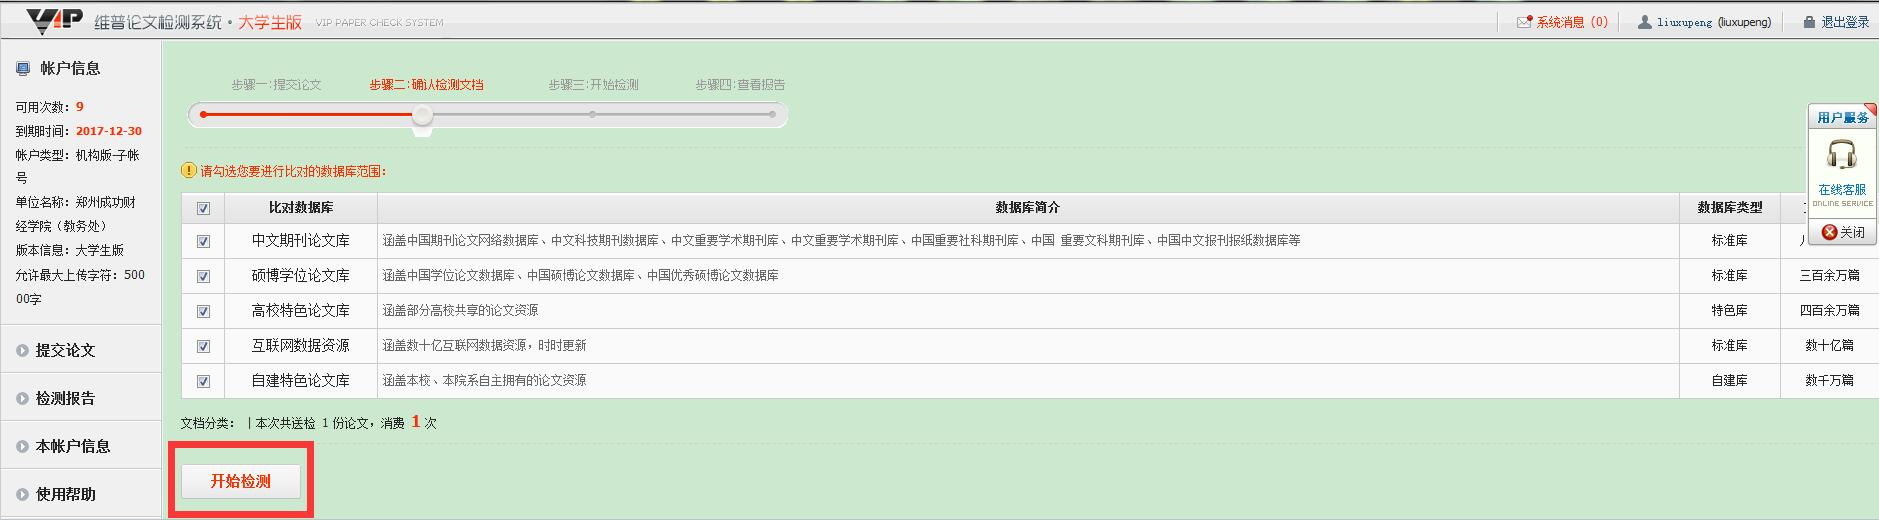 VIP 维普论文检测系统·大学生版 VIP PAPER CHECK SYSTEM
系统消息（0） liuxupeng (liuxupeng) 退出登录
帐户信息
可用次数：9
到期时间：2017-12-30
帐户类型：机构版-子帐
号
单位名称：郑州成功财
经学院（教务处）
版本信息：大学生版
允许最大上传字符：500
00字
提交论文
检测报告
本帐户信息
使用帮助
步骤一:提交论文 步骤二:确认检测文档 步骤三:开始检测 步骤四:查看报告
请勾选您要进行比对的数据库范围：
比对数据库 数据库简介 数据库类型
中文期刊论文库 涵盖中国期刊论文网络数据库、中文科技期刊数据库、中文重要学术期刊库、中文重要学术期刊库、中国重要社科期刊库、中国 重要文科期刊库、中国中文报刊报纸数据库等 标准库
硕博学位论文库 涵盖中国学位论文数据库、中国硕博论文数据库、中国优秀硕博论文数据库 标准库 三百余万篇
高校特色论文库 涵盖部分高校共享的论文资源 特色库 四百余万篇
互联网数据资源 涵盖数十亿互联网数据资源，时时更新 标准库 数十亿篇
自建特色论文库 涵盖本校、本院系自主拥有的论文资源 自建库 数千万篇
文档分类： | 本次共送检 1 份论文，消费 1 次
开始检测
用户服务
在线客服
ONLINE SERVICE
关闭